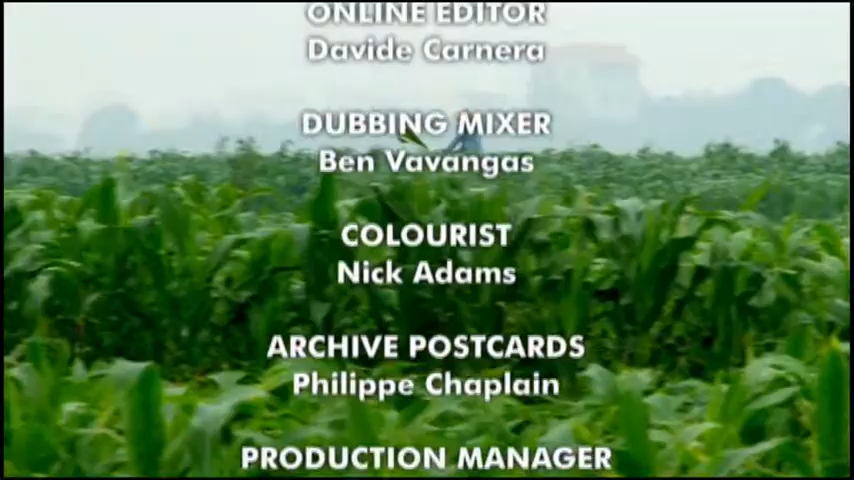 ONLINE EDITOR
Davide Carnera
DUBBING MIXER
Ben Vavangas
COLOURIST
Nick Adams
ARCHIVE POSTCARDS
Philippe Chaplain
PRODUCTION MANAGER